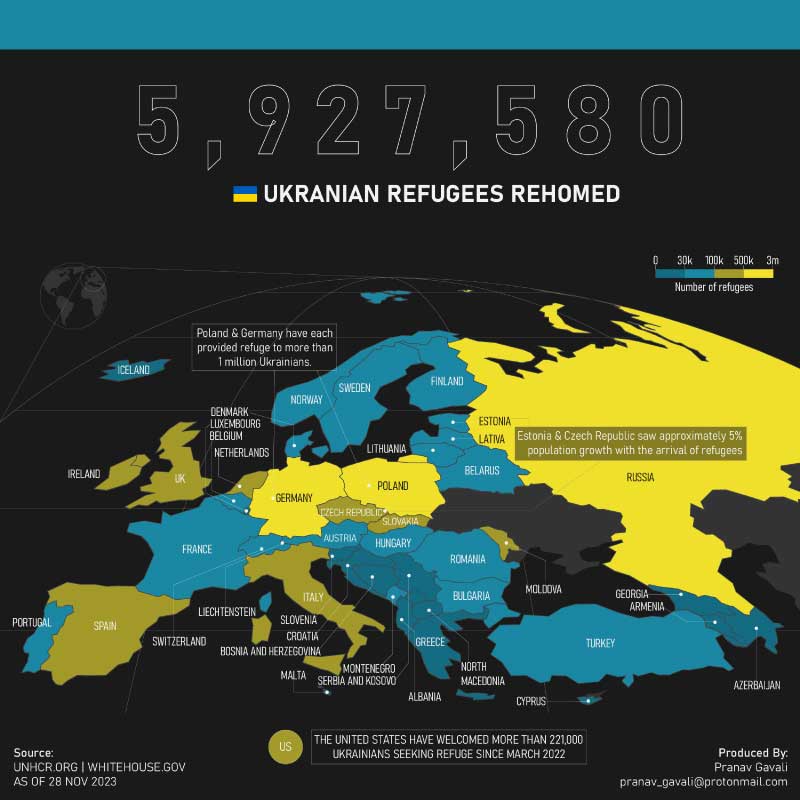 5,927,580
UKRANIAN REFUGEES REHOMED
0 30k 100k 500k 3m
Number of refugees
Poland & Germany have each
provided refuge to more than
1 million Ukrainians.
ICELAND
NORWAY
SWEDEN
FINLAND
DENMARK
LUXEMBOURG
BELGIUM
NETHERLANDS
ESTONIA
LATIVA
LITHUANIA
Estonia & Czech Republic saw approximately 5%
population growth with the arrival of refugees
BELARUS
RUSSIA
IRELAND
UK
GERMANY
POLAND
CZECH REPUBLIC
SLOVAKIA
FRANCE
AUSTRIA
HUNGARY
ROMANIA
MOLDOVA
BULGARIA
GEORGIA
ARMENIA
PORTUGAL
SPAIN
LIECHTENSTEIN
SWITZERLAND
ITALY
SLOVENIA
CROATIA
BOSNIA AND HERZEGOVINA
GREECE
TURKEY
MALTA
MONTENEGRO
SERBIA AND KOSOVO
NORTH
MACEDONIA
ALBANIA
CYPRUS
AZERBAIJAN
US
THE UNITED STATES HAVE WELCOMED MORE THAN 221,000
UKRAINIANS SEEKING REFUGE SINCE MARCH 2022
Source:
UNHCR.ORG | WHITEHOUSE.GOV
AS OF 28 NOV 2023
Produced By:
Pranav Gavali
pranav_gavali@protonmail.com